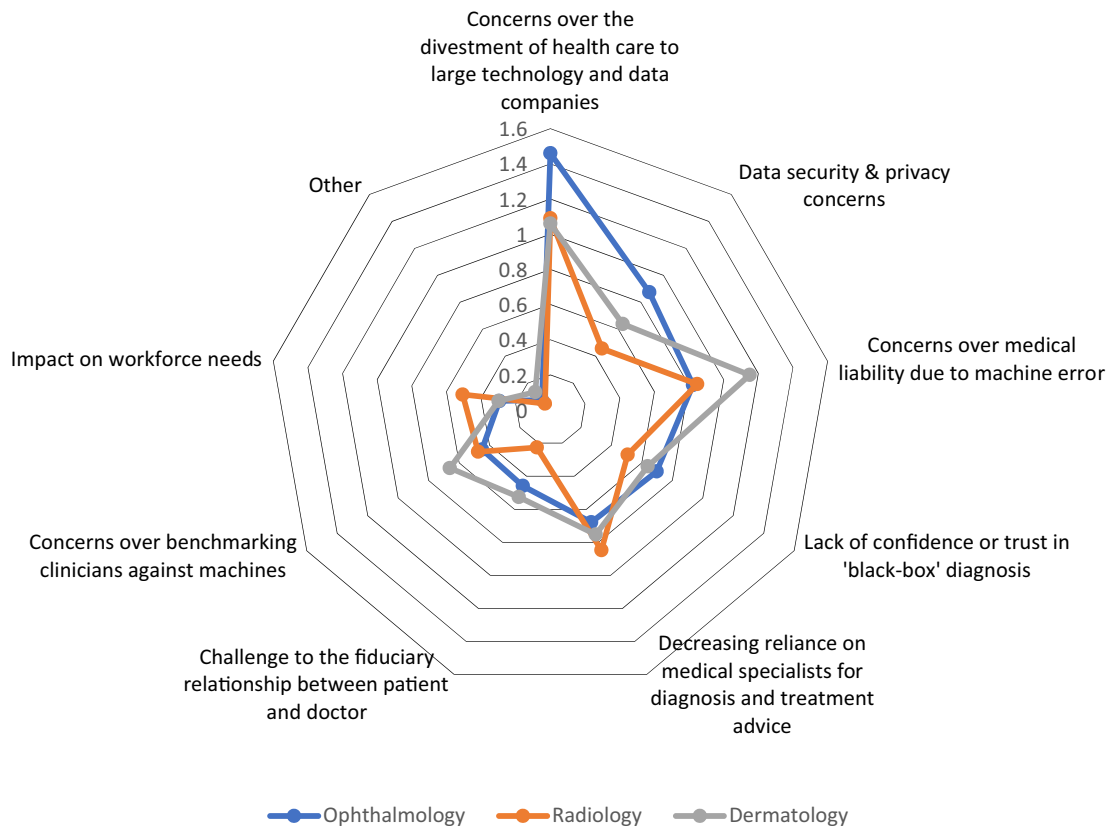 Concerns over the
divestment of health care to
large technology and data
companies
1.6
1.4
1.2
1
0.8
0.6
0.4
0.2
0
Data security & privacy
concerns
Concerns over medical
liability due to machine error
Lack of confidence or trust in
'black-box' diagnosis
Decreasing reliance on
medical specialists for
diagnosis and treatment
advice
Challenge to the fiduciary
relationship between patient
and doctor
Concerns over benchmarking
clinicians against machines
Impact on workforce needs
Other
Ophthalmology
Radiology
Dermatology